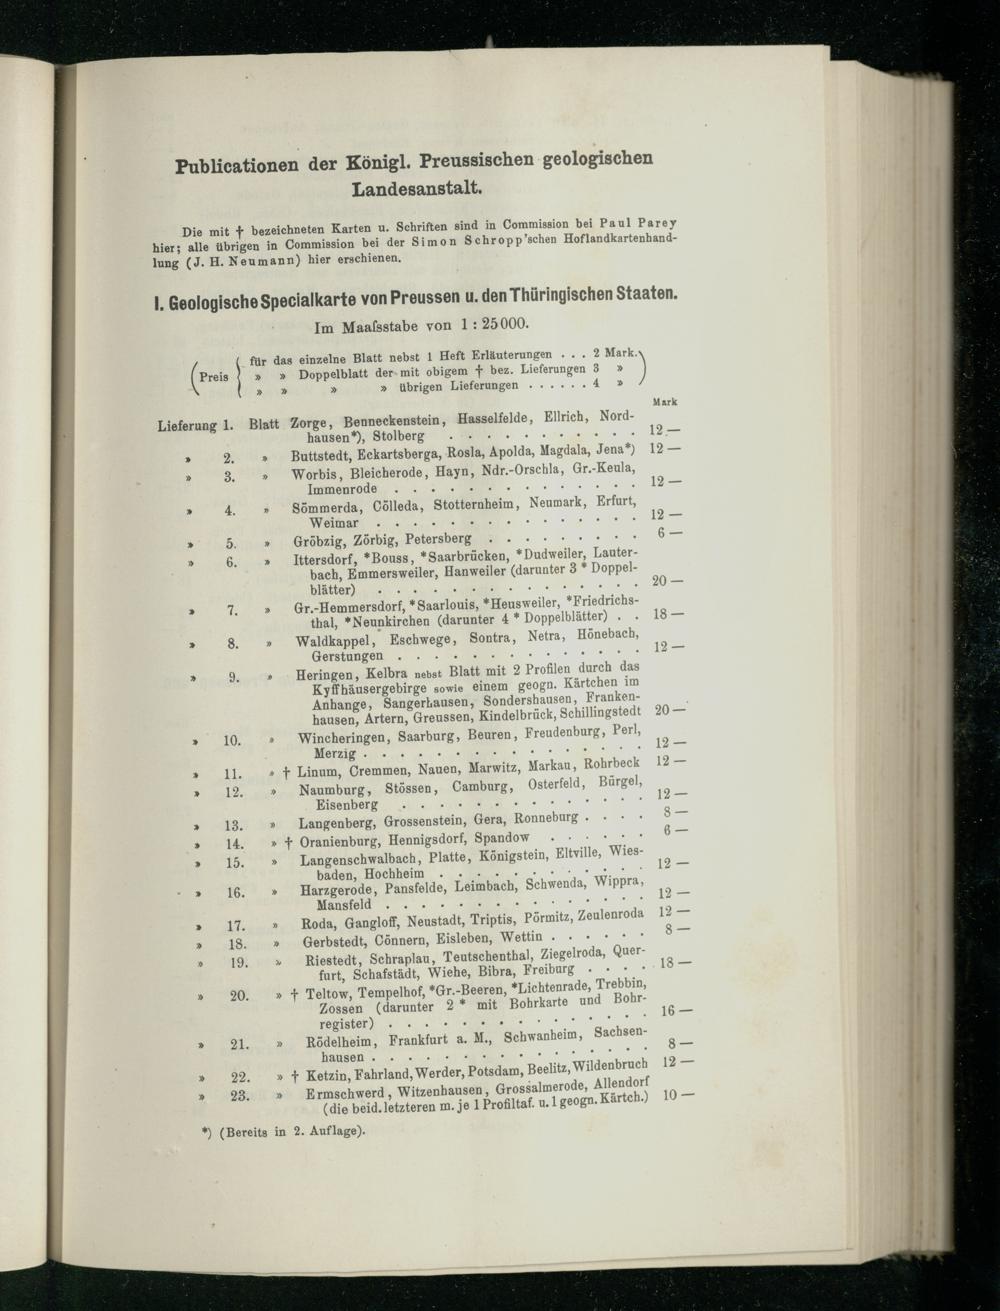 Publicationen der Königl. Preussischen geologischen
Landesanstalt.
Die mit † bezeichneten Karten u. Schriften sind in Commission bei Paul Parey
hier; alle übrigen in Commission bei der Simon Schropp'schen Hoflandkartenhand-
lung (J. H. Neumann) hier erschienen.
I. Geologische Specialkarte von Preussen u. den Thüringischen Staaten.
Im Maaſsstabe von 1 : 25000.
für das einzelne Blatt nebst 1 Heft Erläuterungen . . . 2 Mark.
(Preis { » » Doppelblatt der mit obigem † bez. Lieferungen 3 » )
» » » » übrigen Lieferungen . . . . . . 4 »
Mark
Lieferung 1. Blatt Zorge, Benneckenstein, Hasselfelde, Ellrich, Nord-
hausen*), Stolberg . . . . . . . . . . 12 —
» 2. » Buttstedt, Eckartsberga, Rosla, Apolda, Magdala, Jena*) 12 —
» 3. » Worbis, Bleicherode, Hayn, Ndr.-Orschla, Gr.-Keula,
Immenrode . . . . . . . . . . . . . 12 —
» 4. » Sömmerda, Cölleda, Stotternheim, Neumark, Erfurt,
Weimar . . . . . . . . . . . . . . 12 —
» 5. » Gröbzig, Zörbig, Petersberg . . . . . . . . . 6 —
» 6. » Ittersdorf, *Bouss, *Saarbrücken, *Dudweiler, Lauter-
bach, Emmersweiler, Hanweiler (darunter 3 * Doppel-
blätter) . . . . . . . . . . . . . . 20 —
» 7. » Gr.-Hemmersdorf, *Saarlouis, *Heusweiler, *Friedrichs-
thal, *Neunkirchen (darunter 4 * Doppelblätter) . . 18 —
» 8. » Waldkappel, Eschwege, Sontra, Netra, Hönebach,
Gerstungen . . . . . . . . . . . . . 12 —
» 9. » Heringen, Kelbra nebst Blatt mit 2 Profilen durch das
Kyffhäusergebirge sowie einem geogn. Kärtchen im
Anhange, Sangerhausen, Sondershausen, Franken-
hausen, Artern, Greussen, Kindelbrück, Schillingstedt 20 —
» 10. » Wincheringen, Saarburg, Beuren, Freudenburg, Perl,
Merzig . . . . . . . . . . . . . . . 12 —
» 11. » † Linum, Cremmen, Nauen, Marwitz, Markau, Rohrbeck 12 —
» 12. » Naumburg, Stössen, Camburg, Osterfeld, Bürgel,
Eisenberg . . . . . . . . . . . . . 12 —
» 13. » Langenberg, Grossenstein, Gera, Ronneburg . . . . 8 —
» 14. » † Oranienburg, Hennigsdorf, Spandow . . . . . . 6 —
» 15. » Langenschwalbach, Platte, Königstein, Eltville, Wies-
baden, Hochheim . . . . . . . . . . . 12 —
» 16. » Harzgerode, Pansfelde, Leimbach, Schwenda, Wippra,
Mansfeld . . . . . . . . . . . . . . 12 —
» 17. » Roda, Gangloff, Neustadt, Triptis, Pörmitz, Zeulenroda 12 —
» 18. » Gerbstedt, Cönnern, Eisleben, Wettin . . . . . . 8 —
» 19. » Riestedt, Schraplau, Teutschenthal, Ziegelroda, Quer-
furt, Schafstädt, Wiehe, Bibra, Freiburg . . . . 18 —
» 20. » † Teltow, Tempelhof, *Gr.-Beeren, *Lichtenrade, Trebbin,
Zossen (darunter 2 * mit Bohrkarte und Bohr-
register) . . . . . . . . . . . . . . 16 —
» 21. » Rödelheim, Frankfurt a. M., Schwanheim, Sachsen-
hausen . . . . . . . . . . . . . . . 8 —
» 22. » † Ketzin, Fahrland, Werder, Potsdam, Beelitz, Wildenbruch 12 —
» 23. » Ermschwerd, Witzenhausen, Grossalmerode, Allendorf
(die beid. letzteren m. je 1 Profiltaf. u. 1 geogn. Kärtch.) 10 —
*) (Bereits in 2. Auflage).